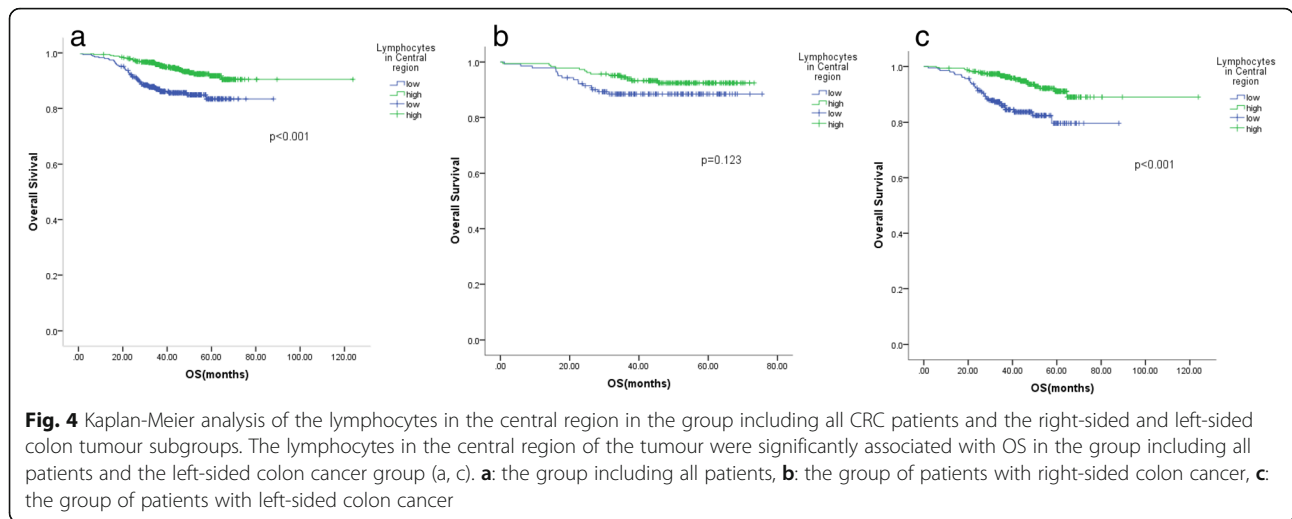 a
Lymphocytes
in Central
region
low
high
low
high
1.0
0.8
0.6
0.4
0.2
0.0
Overall Sivival
p<0.001
.00 20.00 40.00 60.00 80.00 100.00 120.00
OS(months)
b
Lymphocytes
in Central
region
low
high
low
high
1.0
0.8
0.6
0.4
0.2
0.0
Overall Survival
p=0.123
.00 20.00 40.00 60.00 80.00
OS(months)
c
Lymphocytes
in Central
region
low
high
low
high
1.0
0.8
0.6
0.4
0.2
0.0
Overall Survival
p<0.001
.00 20.00 40.00 60.00 80.00 100.00 120.00
OS(months)
Fig. 4 Kaplan-Meier analysis of the lymphocytes in the central region in the group including all CRC patients and the right-sided and left-sided
colon tumour subgroups. The lymphocytes in the central region of the tumour were significantly associated with OS in the group including all
patients and the left-sided colon cancer group (a, c). a: the group including all patients, b: the group of patients with right-sided colon cancer, c:
the group of patients with left-sided colon cancer